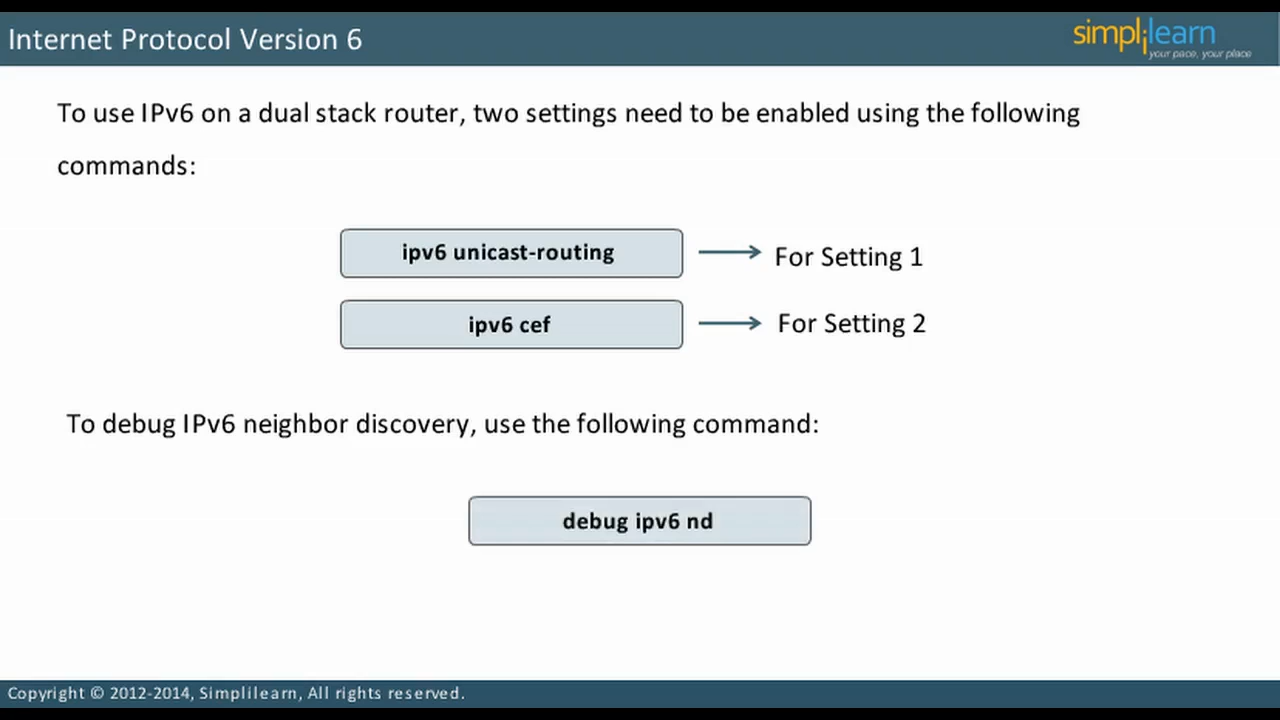 Internet Protocol Version 6
simplilearn
your pace, your place
To use IPv6 on a dual stack router, two settings need to be enabled using the following
commands:
ipv6 unicast-routing
For Setting 1
ipv6 cef
For Setting 2
To debug IPv6 neighbor discovery, use the following command:
debug ipv6 nd
Copyright © 2012-2014, Simplilearn, All rights reserved.